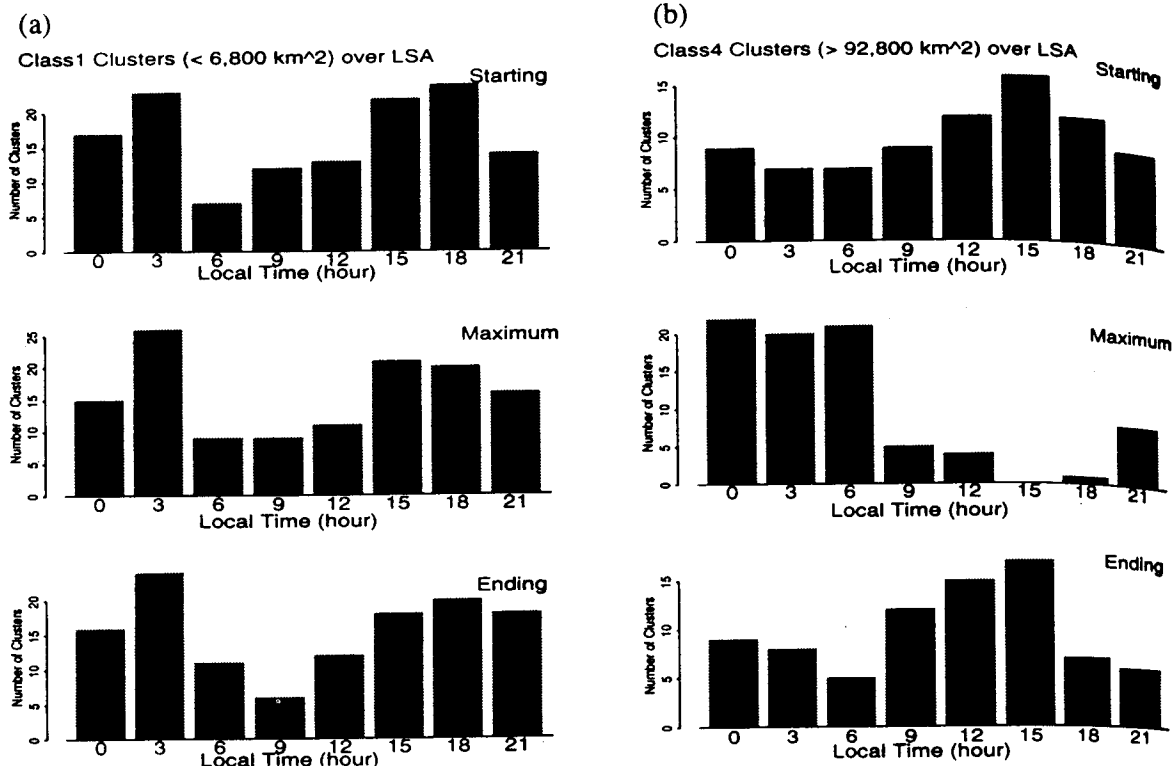 (a)
Class1 Clusters (< 6,800 km^2) over LSA
Starting
Number of Clusters
0 5 10 15 20
0 3 6 9 12 15 18 21
Local Time (hour)
Maximum
Number of Clusters
0 5 10 15 20 25
0 3 6 9 12 15 18 21
Local Time (hour)
Ending
Number of Clusters
0 5 10 15 20
0 3 6 9 12 15 18 21
Local Time (hour)
(b)
Class4 Clusters (> 92,800 km^2) over LSA
Starting
Number of Clusters
0 5 10 15
0 3 6 9 12 15 18 21
Local Time (hour)
Maximum
Number of Clusters
0 5 10 15 20
0 3 6 9 12 15 18 21
Local Time (hour)
Ending
Number of Clusters
0 5 10 15
0 3 6 9 12 15 18 21
Local Time (hour)